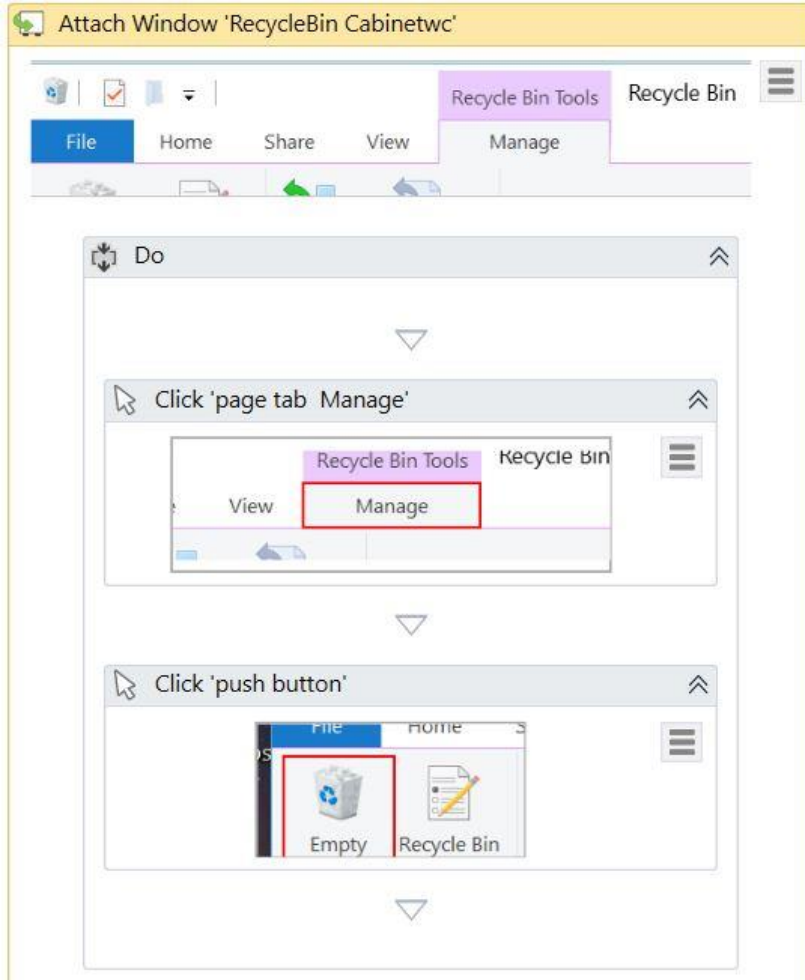 Attach Window 'RecycleBin Cabinetwc'
Recycle Bin Tools Recycle Bin
File Home Share View Manage
Do
Click 'page tab  Manage'
Recycle Bin Tools Recycle Bin
View Manage
Click 'push button'
File Home
Empty Recycle Bin